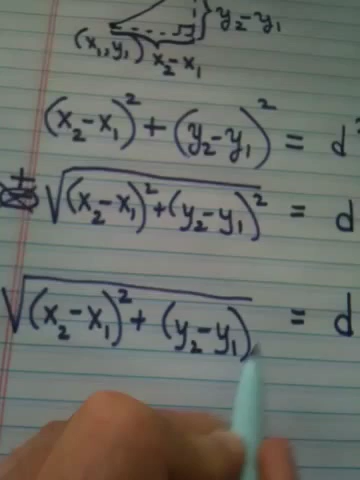 y₂-y₁
(x₁,y₁) x₂-x₁
(x₂-x₁)²+(y₂-y₁)² = d²
± √(x₂-x₁)²+(y₂-y₁)² = d
√(x₂-x₁)²+(y₂-y₁) = d